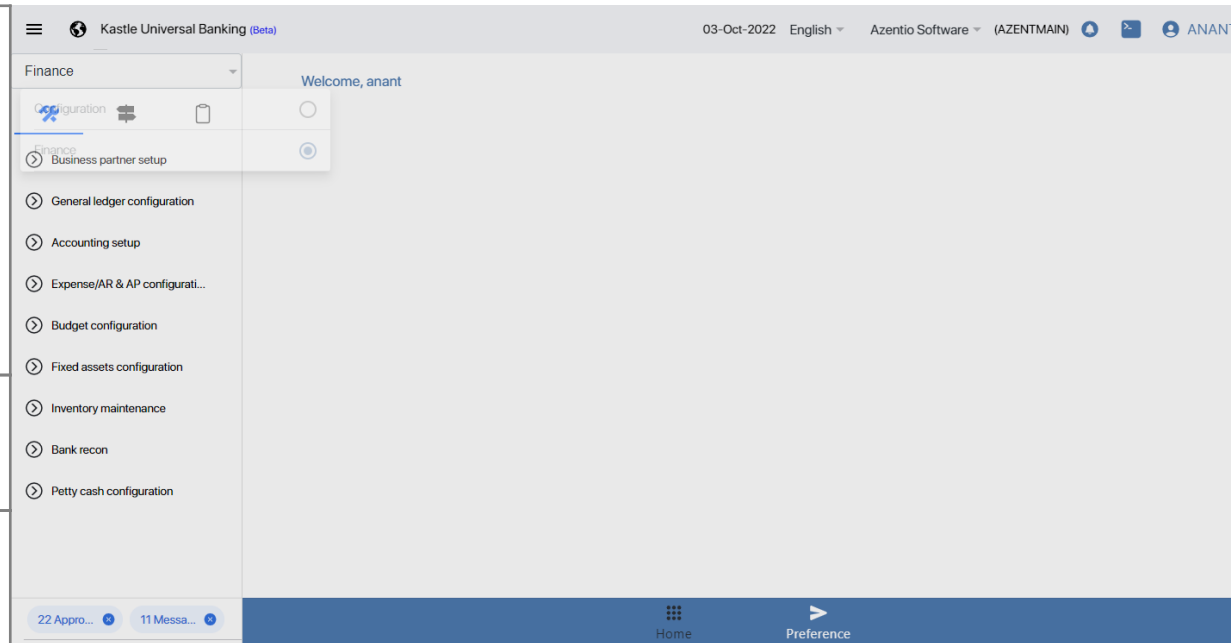 Kastle Universal Banking (Beta)
03-Oct-2022 English Azentio Software (AZENTMAIN) ANANT
Finance
Welcome, anant
Configuration
Finance
Business partner setup
General ledger configuration
Accounting setup
Expense/AR & AP configurati...
Budget configuration
Fixed assets configuration
Inventory maintenance
Bank recon
Petty cash configuration
22 Appro... 11 Messa...
Home Preference